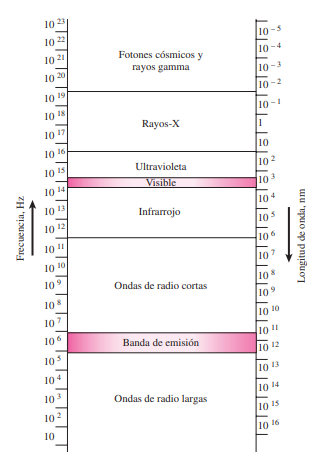 10 23
10 22
10 21
10 20
10 19
10 18
10 17
10 16
10 15
10 14
10 13
10 12
10 11
10 10
10 9
10 8
10 7
10 6
10 5
10 4
10 3
10 2
10
Frecuencia, Hz
Fotones cósmicos y
rayos gamma
Rayos-X
Ultravioleta
Visible
Infrarrojo
Ondas de radio cortas
Banda de emisión
Ondas de radio largas
10 – 5
10 – 4
10 – 3
10 – 2
10 – 1
1
10
10 2
10 3
10 4
10 5
10 6
10 7
10 8
10 9
10 10
10 11
10 12
10 13
10 14
10 15
10 16
Longitud de onda, nm